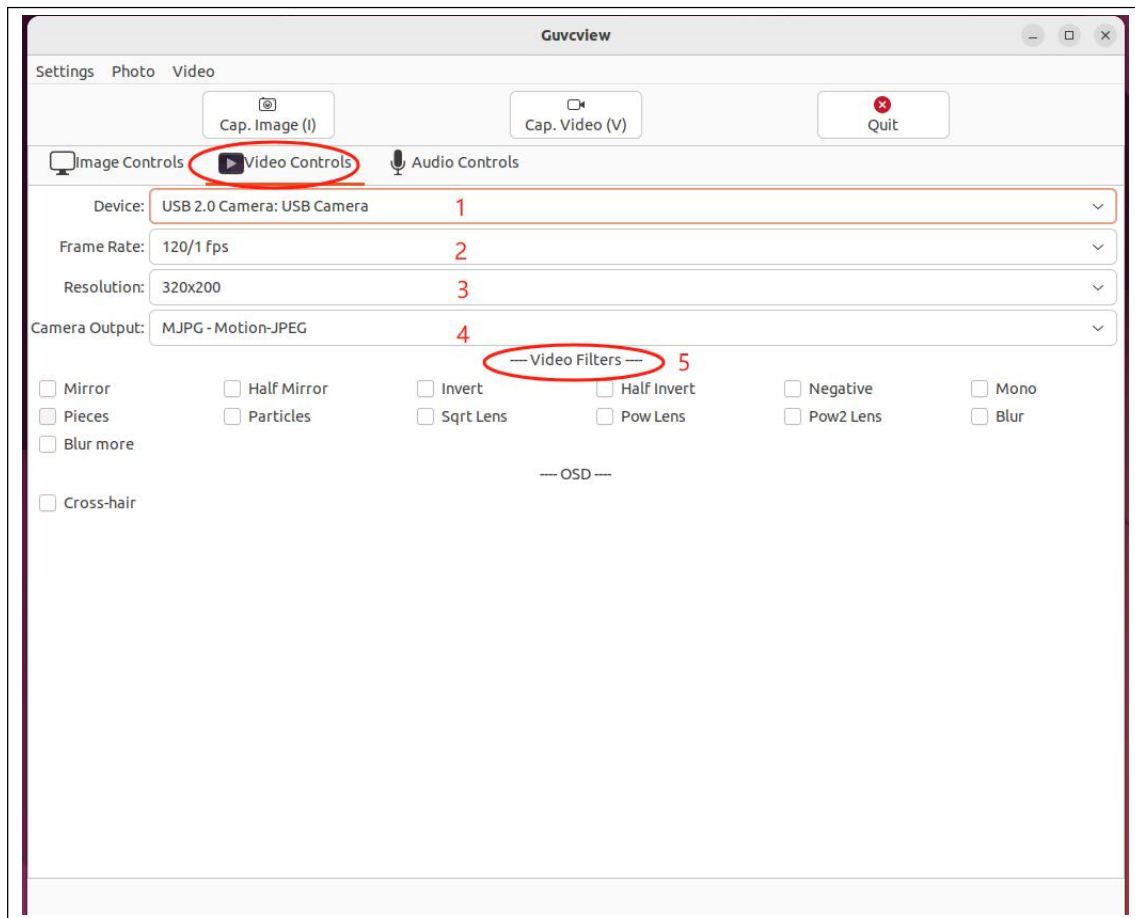 Guvcview
Settings Photo Video
Cap. Image (I) Cap. Video (V) Quit
Image Controls Video Controls Audio Controls
Device: USB 2.0 Camera: USB Camera 1
Frame Rate: 120/1 fps 2
Resolution: 320x200 3
Camera Output: MJPG - Motion-JPEG 4
---- Video Filters ---- 5
Mirror Half Mirror Invert Half Invert Negative Mono
Pieces Particles Sqrt Lens Pow Lens Pow2 Lens Blur
Blur more
---- OSD ----
Cross-hair